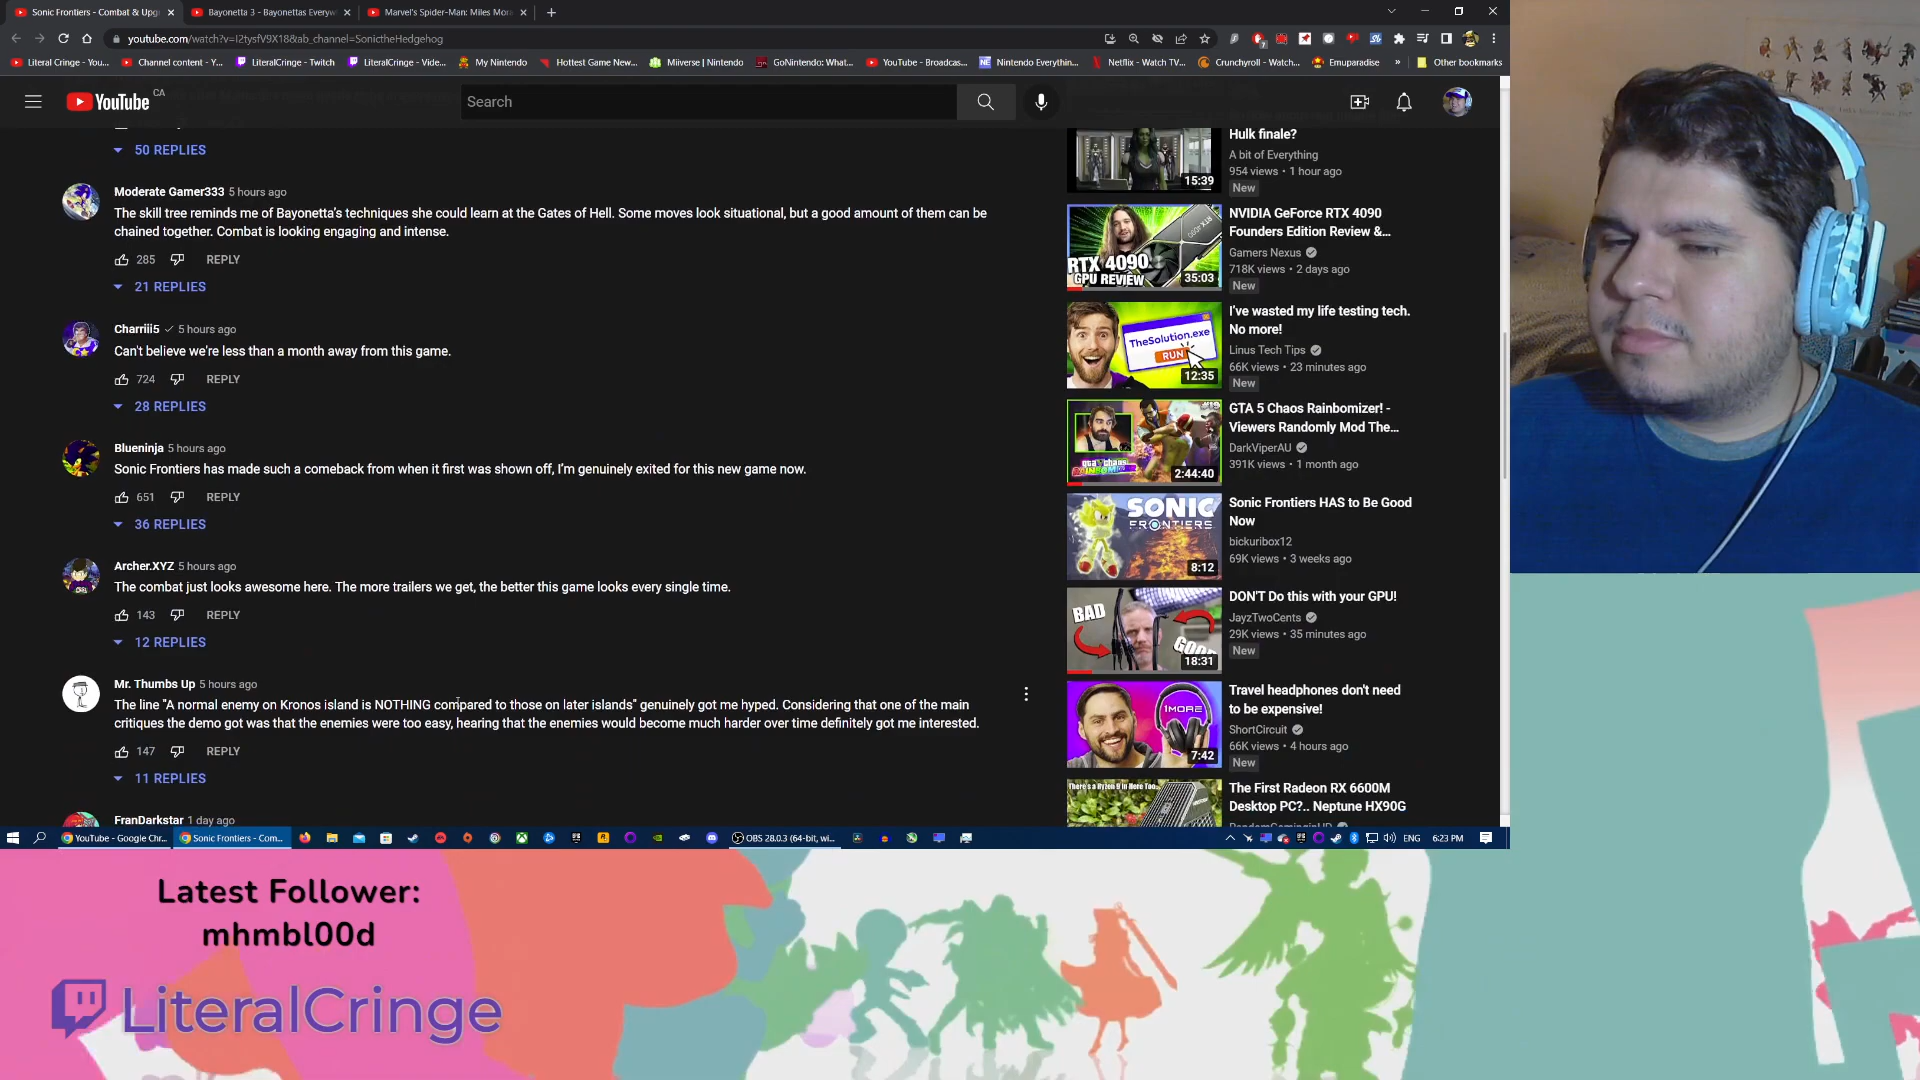 Sonic Frontiers - Combat & Upg
Bayonetta 3 - Bayonettas Everyw
Marvel's Spider-Man: Miles Mora
youtube.com/watch?v=I2tysfV9X18&ab_channel=SonictheHedgehog
Literal Cringe - You...
Channel content - Y...
LiteralCringe - Twitch
LiteralCringe - Vide...
My Nintendo
Hottest Game New...
Miiverse | Nintendo
GoNintendo: What...
YouTube - Broadcas...
Nintendo Everythin...
Netflix - Watch TV...
Crunchyroll - Watch...
Emuparadise
»
Other bookmarks
YouTube CA
Search
50 REPLIES
Moderate Gamer333 5 hours ago
The skill tree reminds me of Bayonetta's techniques she could learn at the Gates of Hell. Some moves look situational, but a good amount of them can be
chained together. Combat is looking engaging and intense.
285 REPLY
21 REPLIES
Charriii5 5 hours ago
Can't believe we're less than a month away from this game.
724 REPLY
28 REPLIES
Blueninja 5 hours ago
Sonic Frontiers has made such a comeback from when it first was shown off, I'm genuinely exited for this new game now.
651 REPLY
36 REPLIES
Archer.XYZ 5 hours ago
The combat just looks awesome here. The more trailers we get, the better this game looks every single time.
143 REPLY
12 REPLIES
Mr. Thumbs Up 5 hours ago
The line "A normal enemy on Kronos island is NOTHING compared to those on later islands" genuinely got me hyped. Considering that one of the main
critiques the demo got was that the enemies were too easy, hearing that the enemies would become much harder over time definitely got me interested.
147 REPLY
11 REPLIES
FranDarkstar 1 day ago
Hulk finale?
A bit of Everything
954 views • 1 hour ago
New
15:39
NVIDIA GeForce RTX 4090
Founders Edition Review &...
Gamers Nexus
718K views • 2 days ago
New
RTX 4090
GPU REVIEW
35:03
I've wasted my life testing tech.
No more!
Linus Tech Tips
66K views • 23 minutes ago
New
TheSolution.exe
RUN
12:35
GTA 5 Chaos Rainbomizer! -
Viewers Randomly Mod The...
DarkViperAU
391K views • 1 month ago
#19
gta chaos
RAINBOMIZER
2:44:40
Sonic Frontiers HAS to Be Good
Now
bickuribox12
69K views • 3 weeks ago
SONIC
FRONTIERS
8:12
DON'T Do this with your GPU!
JayzTwoCents
29K views • 35 minutes ago
New
BAD
GOOD
18:31
Travel headphones don't need
to be expensive!
ShortCircuit
66K views • 4 hours ago
New
1MORE
7:42
The First Radeon RX 6600M
Desktop PC?.. Neptune HX90G
There's a Ryzen 9 in Here Too...
YouTube - Google Chr...
Sonic Frontiers - Com...
OBS 28.0.3 (64-bit, wi...
ENG
6:23 PM
Latest Follower:
mhmbl00d
LiteralCringe